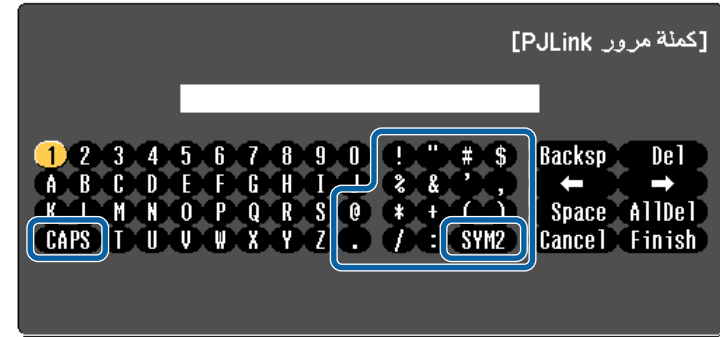 [كملة مرور PJLink]
1 2 3 4 5 6 7 8 9 0 ! " # $ Backsp Del
A B C D E F G H I J % & ' , ← →
K L M N O P Q R S @ * + ( ) Space AllDel
CAPS T U V W X Y Z . / : SYM2 Cancel Finish